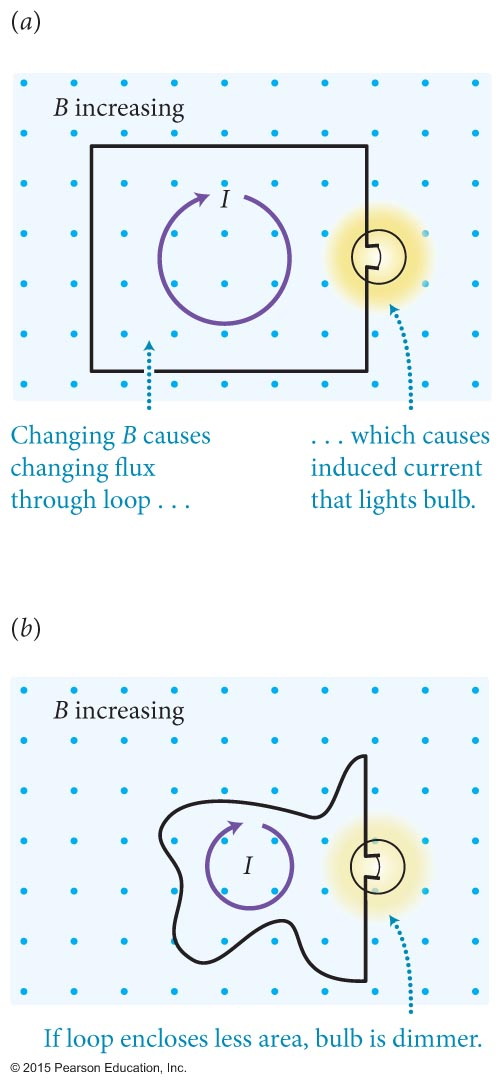 (a)
B increasing
I
Changing B causes
changing flux
through loop . . .
. . . which causes
induced current
that lights bulb.
(b)
B increasing
I
If loop encloses less area, bulb is dimmer.
© 2015 Pearson Education, Inc.